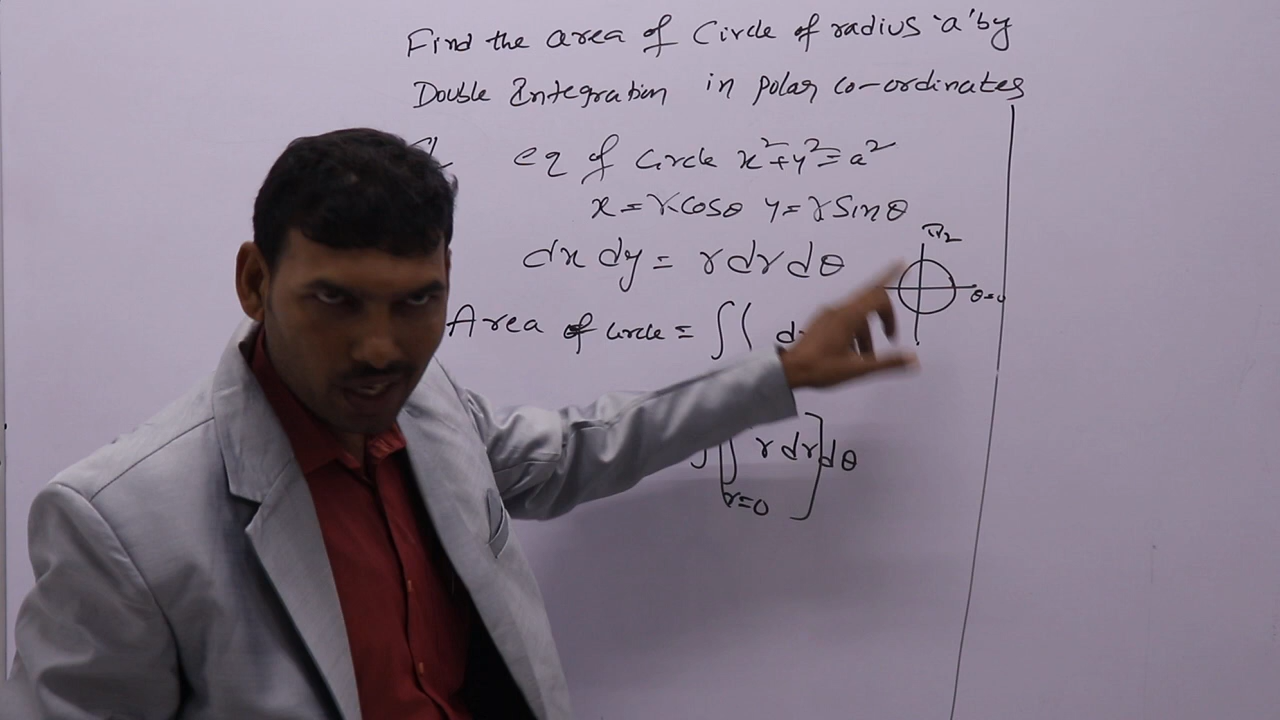 Find the area of Circle of radius 'a' by
Double Integration in polar co-ordinates
eq of Circle x²+y²=a²
x = r cosθ y = r sinθ
dx dy = r dr dθ
π/2
θ=0
Area of circle = ∫∫
∫ [∫ r dr] dθ
r=0